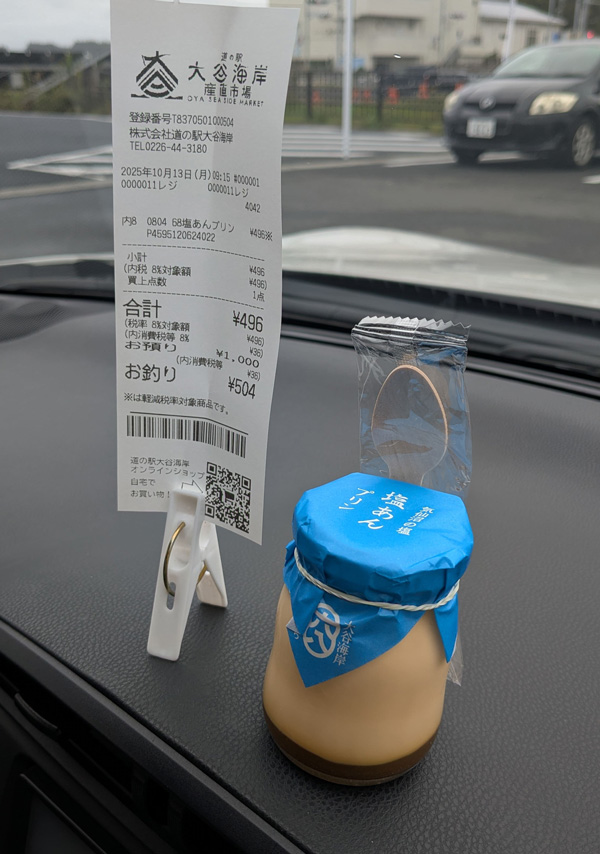 道の駅
大谷海岸
産直市場
OYA SEASIDE MARKET
登録番号T8370501000504
株式会社道の駅大谷海岸
TEL0226-44-3180
2025年10月13日(月)09:15 #000001
0000011レジ 0000011レジ
4042
内8 0804 68塩あんプリン ¥496※
P4595120624022
小計 ¥496
(内税 8%対象額 ¥496)
買上点数 1点
合計 ¥496
(税率 8%対象額 ¥496)
(内消費税等 8% ¥36)
お預り ¥1,000
(内消費税等 ¥36)
お釣り ¥504
※は軽減税率対象商品です。
道の駅大谷海岸
オンラインショップ
自宅で
お買い物
気仙沼の塩
塩あん
プリン
大谷海岸